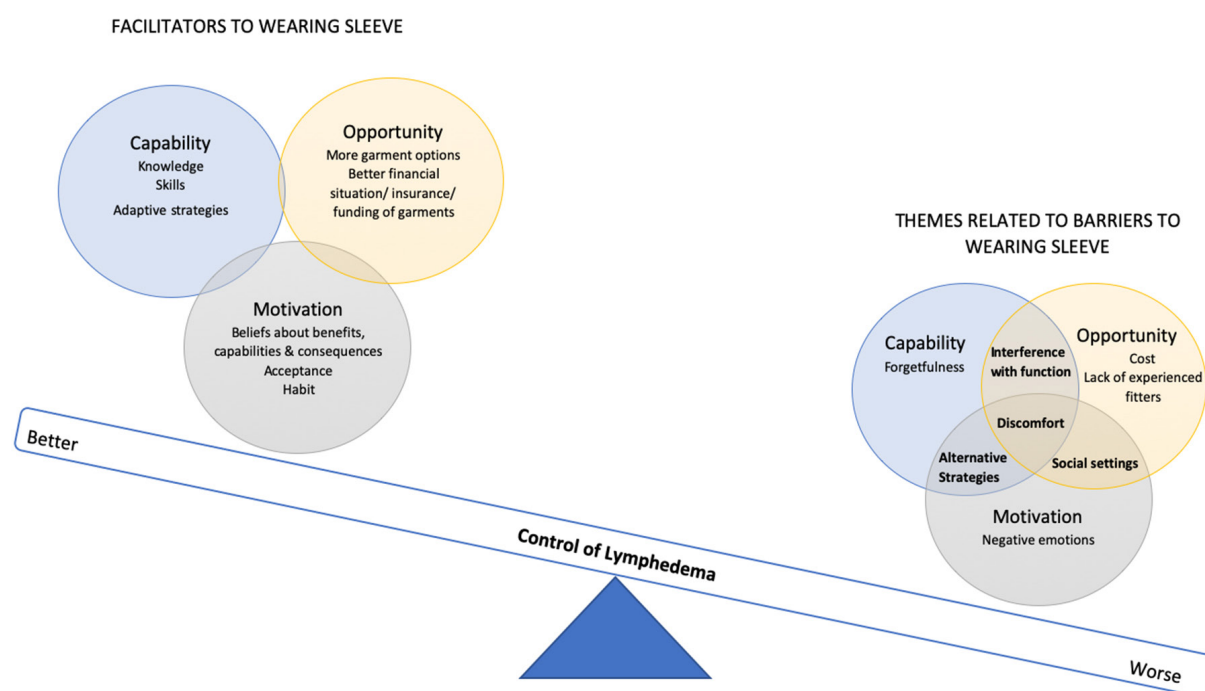 FACILITATORS TO WEARING SLEEVE
Capability
Knowledge
Skills
Adaptive strategies
Opportunity
More garment options
Better financial
situation/ insurance/
funding of garments
Motivation
Beliefs about benefits,
capabilities & consequences
Acceptance
Habit
THEMES RELATED TO BARRIERS TO
WEARING SLEEVE
Capability
Forgetfulness
Interference
with function
Opportunity
Cost
Lack of experienced
fitters
Discomfort
Alternative
Strategies
Social settings
Motivation
Negative emotions
Better
Control of Lymphedema
Worse